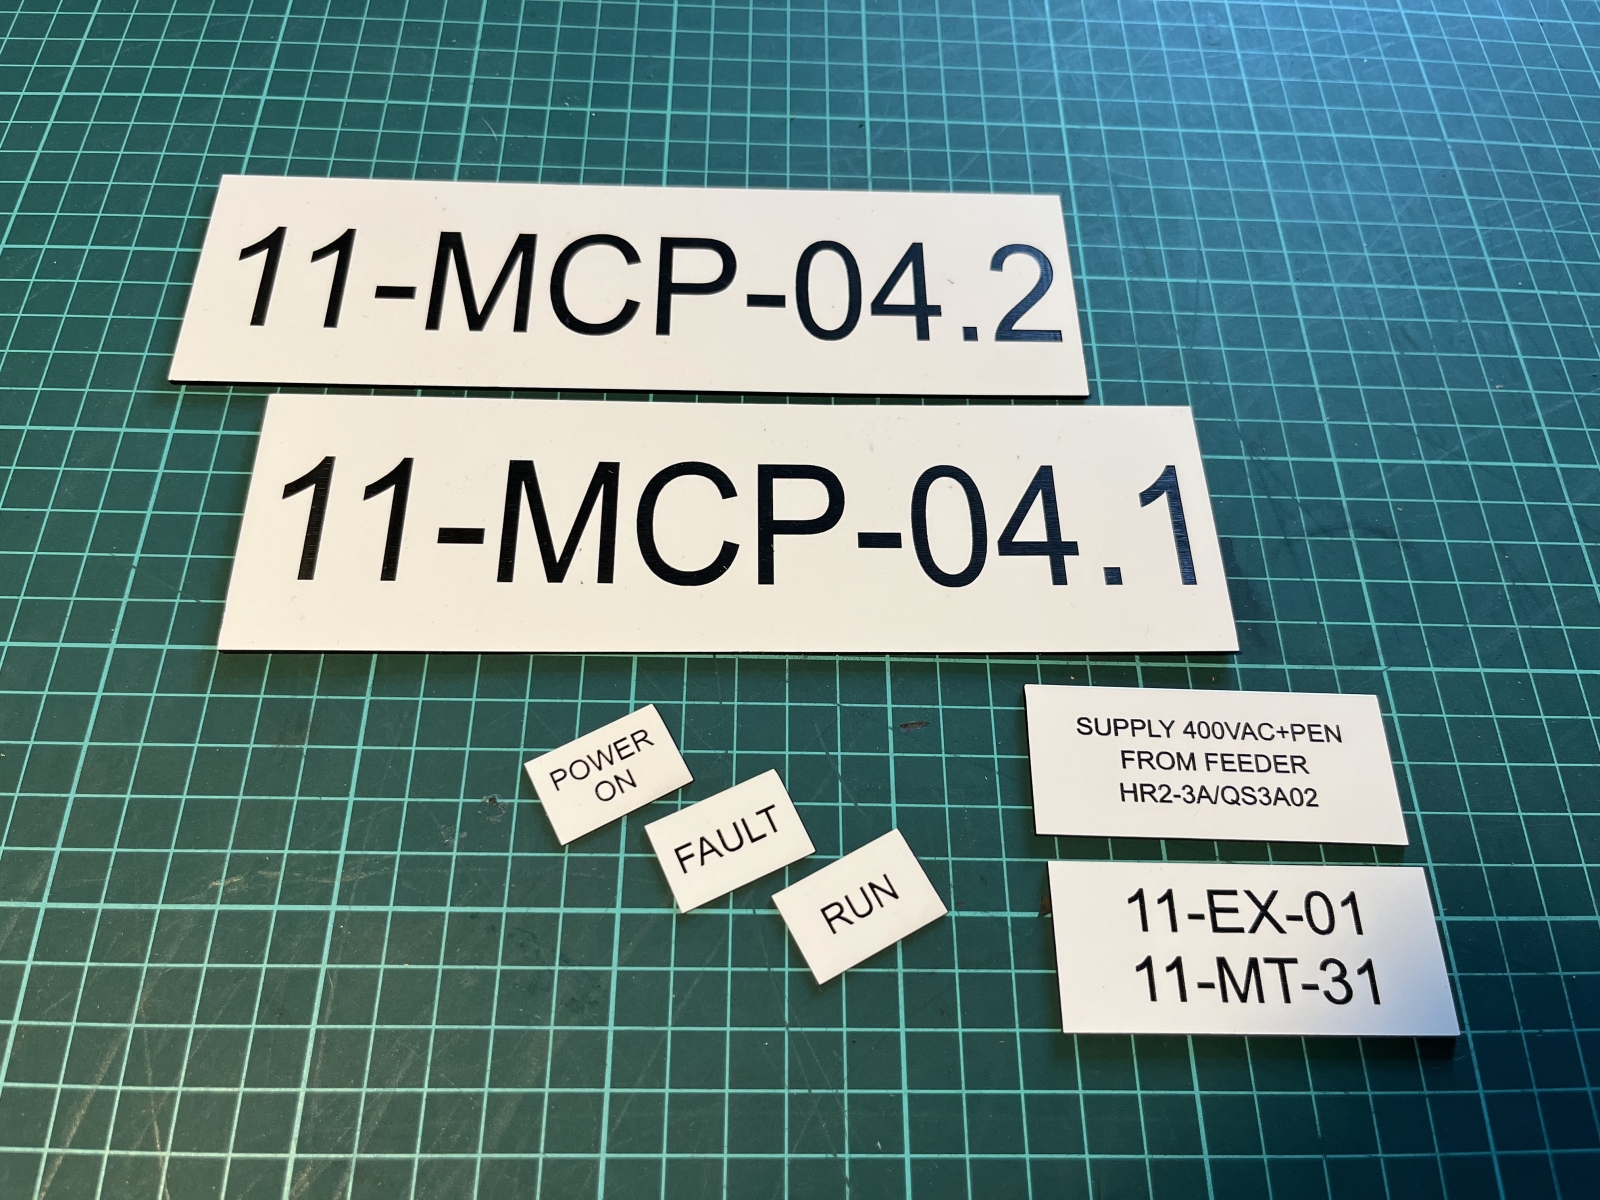 11-MCP-04.2
11-MCP-04.1
POWER
ON
FAULT
RUN
SUPPLY 400VAC+PEN
FROM FEEDER
HR2-3A/QS3A02
11-EX-01
11-MT-31